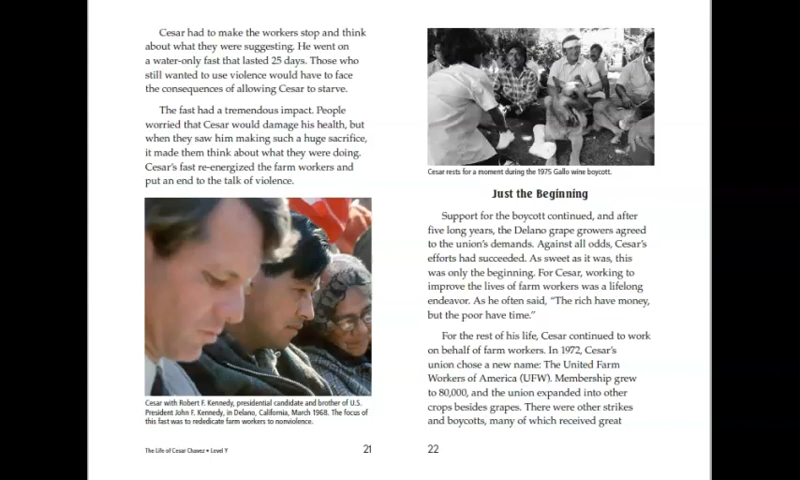 Cesar had to make the workers stop and think
about what they were suggesting. He went on
a water-only fast that lasted 25 days. Those who
still wanted to use violence would have to face
the consequences of allowing Cesar to starve.
The fast had a tremendous impact. People
worried that Cesar would damage his health, but
when they saw him making such a huge sacrifice,
it made them think about what they were doing.
Cesar's fast re-energized the farm workers and
put an end to the talk of violence.
Cesar with Robert F. Kennedy, presidential candidate and brother of U.S.
President John F. Kennedy, in Delano, California, March 1968. The focus of
this fast was to rededicate farm workers to nonviolence.
The Life of Cesar Chavez • Level Y
21
Cesar rests for a moment during the 1975 Gallo wine boycott.
Just the Beginning
Support for the boycott continued, and after
five long years, the Delano grape growers agreed
to the union's demands. Against all odds, Cesar's
efforts had succeeded. As sweet as it was, this
was only the beginning. For Cesar, working to
improve the lives of farm workers was a lifelong
endeavor. As he often said, "The rich have money,
but the poor have time."
For the rest of his life, Cesar continued to work
on behalf of farm workers. In 1972, Cesar's
union chose a new name: The United Farm
Workers of America (UFW). Membership grew
to 80,000, and the union expanded into other
crops besides grapes. There were other strikes
and boycotts, many of which received great
22